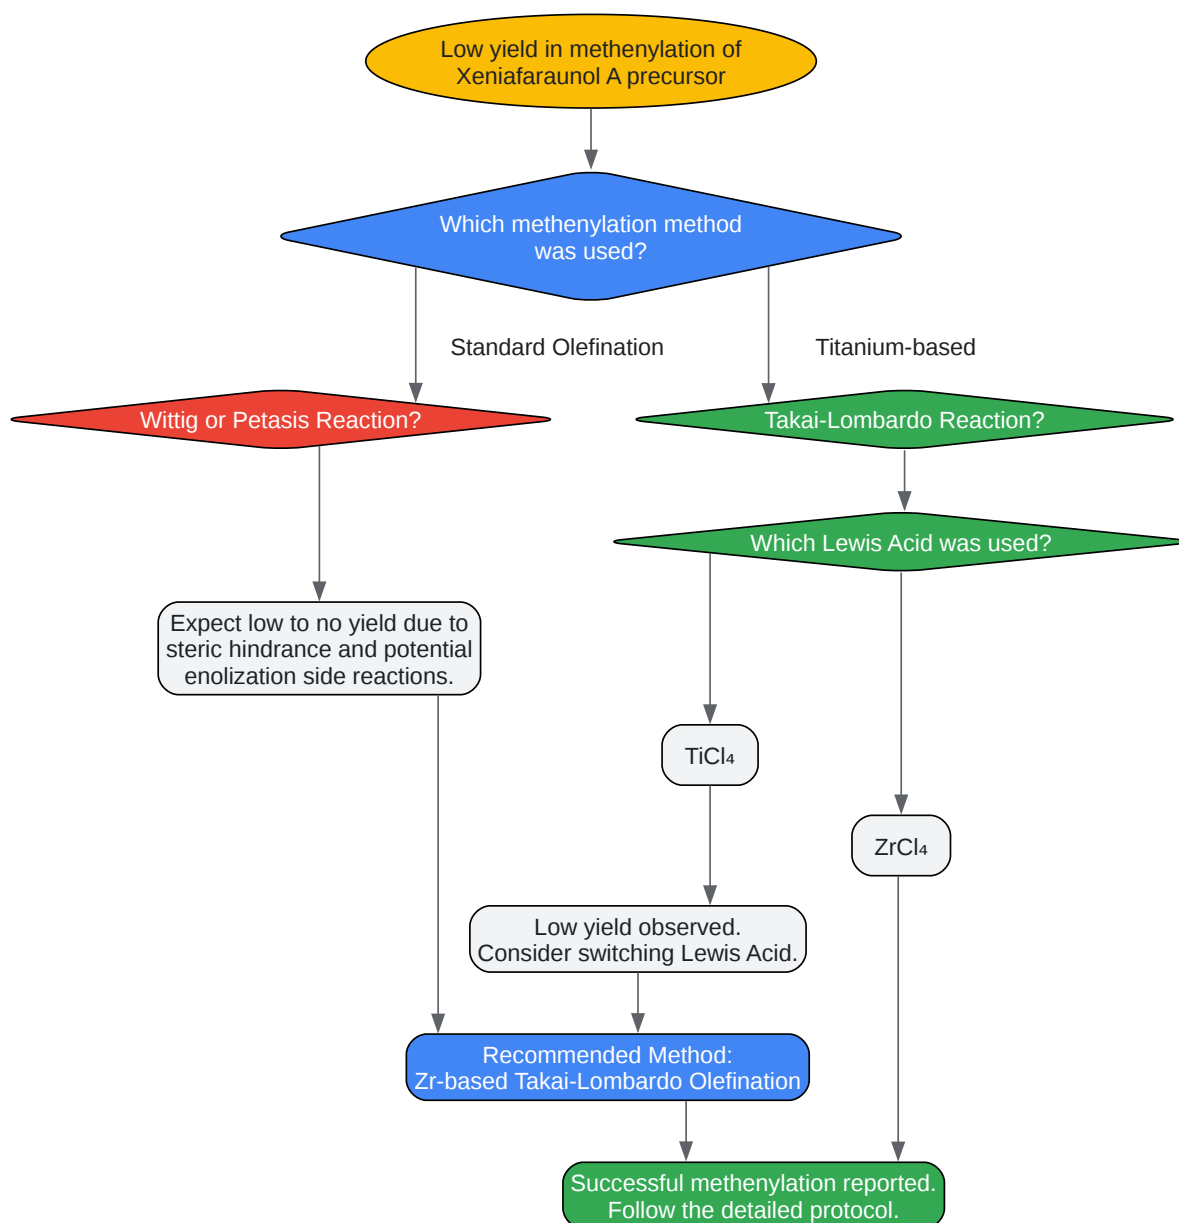 Low yield in methenylation of
Xeniafaraunol A precursor
Which methenylation method
was used?
Standard Olefination
Titanium-based
Wittig or Petasis Reaction?
Takai-Lombardo Reaction?
Which Lewis Acid was used?
Expect low to no yield due to
steric hindrance and potential
enolization side reactions.
TiCl₄
ZrCl₄
Low yield observed.
Consider switching Lewis Acid.
Recommended Method:
Zr-based Takai-Lombardo Olefination
Successful methenylation reported.
Follow the detailed protocol.